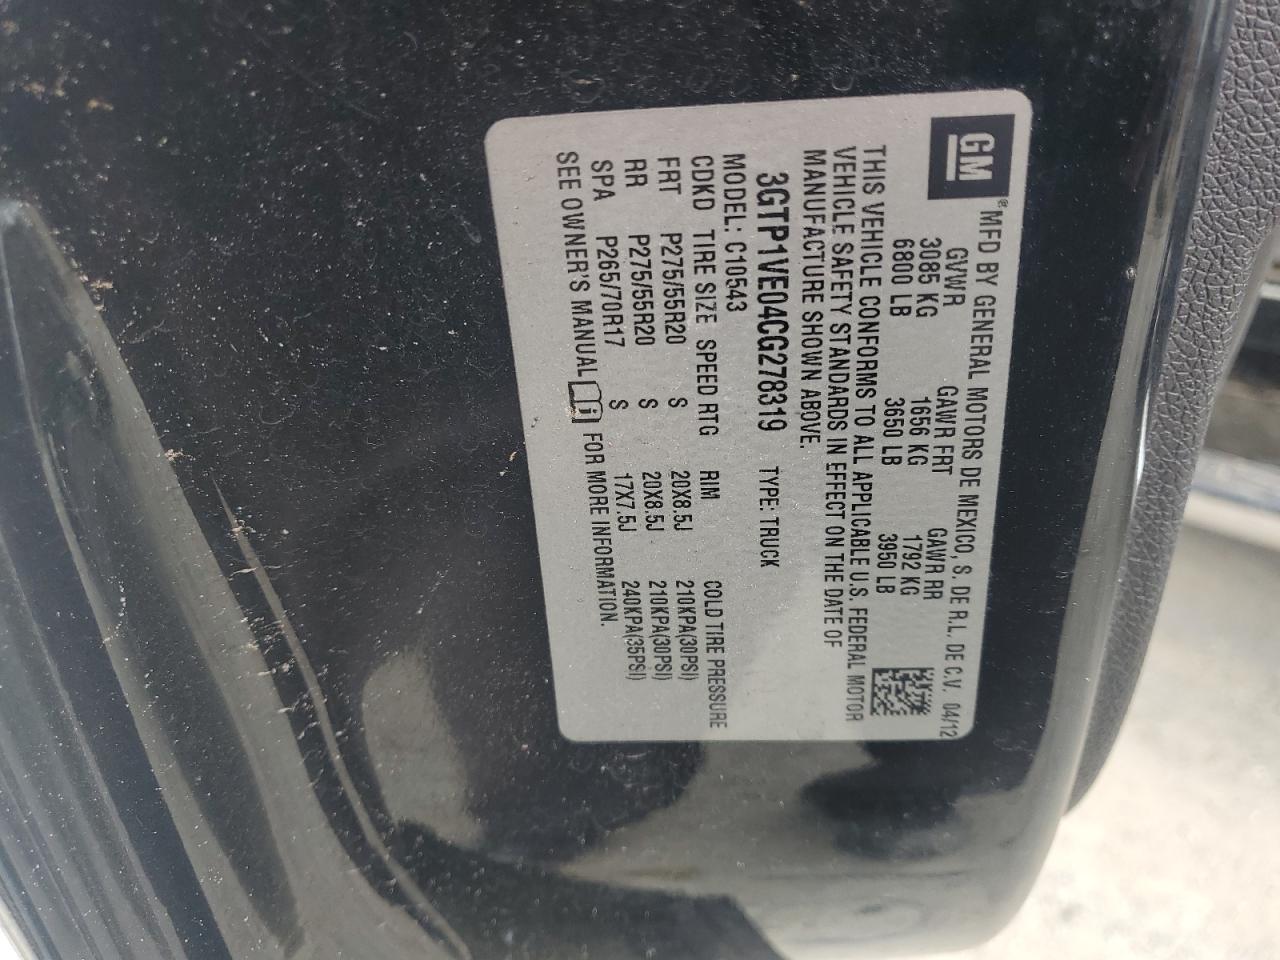 GM
® MFD BY GENERAL MOTORS DE MEXICO, S. DE R.L. DE C.V. 04/12
GVWR GAWR FRT GAWR RR
3085 KG 1656 KG 1792 KG
6800 LB 3650 LB 3950 LB
THIS VEHICLE CONFORMS TO ALL APPLICABLE U.S. FEDERAL MOTOR
VEHICLE SAFETY STANDARDS IN EFFECT ON THE DATE OF
MANUFACTURE SHOWN ABOVE.
3GTP1VE04CG278319 TYPE: TRUCK
MODEL: C10543
CDKD TIRE SIZE SPEED RTG RIM COLD TIRE PRESSURE
FRT P275/55R20 S 20X8.5J 210KPA(30PSI)
RR P275/55R20 S 20X8.5J 210KPA(30PSI)
SPA P265/70R17 S 17X7.5J 240KPA(35PSI)
SEE OWNER'S MANUAL i FOR MORE INFORMATION.